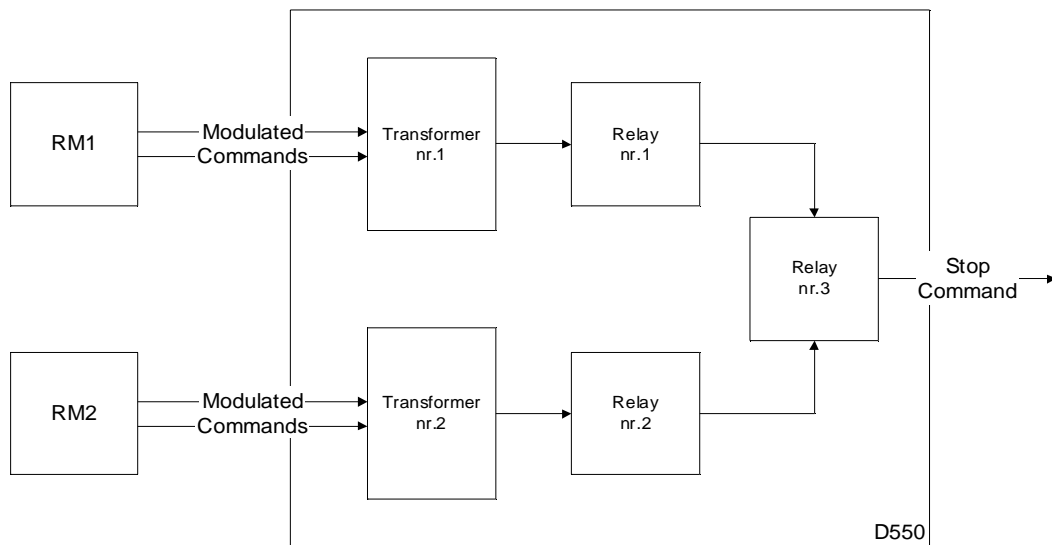 RM1
Modulated
Commands
Transformer
nr.1
Relay
nr.1
Relay
nr.3
Stop
Command
RM2
Modulated
Commands
Transformer
nr.2
Relay
nr.2
D550